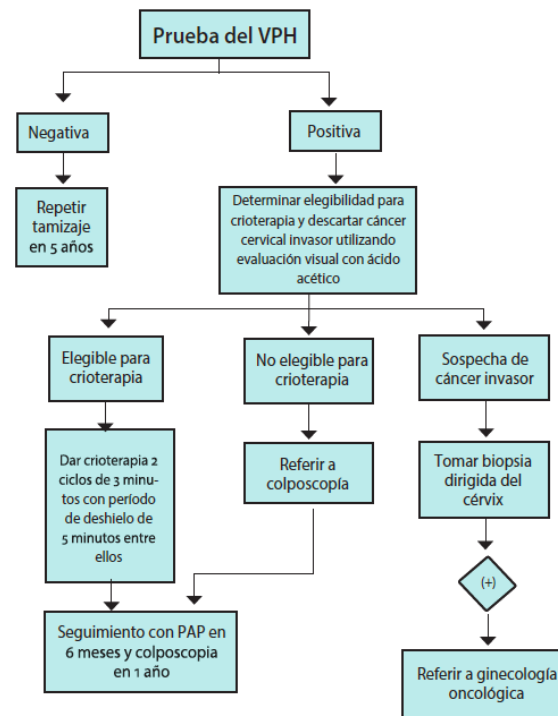 Prueba del VPH
Negativa
Positiva
Repetir
tamizaje
en 5 años
Determinar elegibilidad para
crioterapia y descartar cáncer
cervical invasor utilizando
evaluación visual con ácido
acético
Elegible para
crioterapia
No elegible para
crioterapia
Sospecha de
cáncer invasor
Dar crioterapia 2
ciclos de 3 minu-
tos con período
de deshielo de
5 minutos entre
ellos
Referir a
colposcopía
Tomar biopsia
dirigida del
cérvix
(+)
Seguimiento con PAP en
6 meses y colposcopia
en 1 año
Referir a ginecología
oncológica